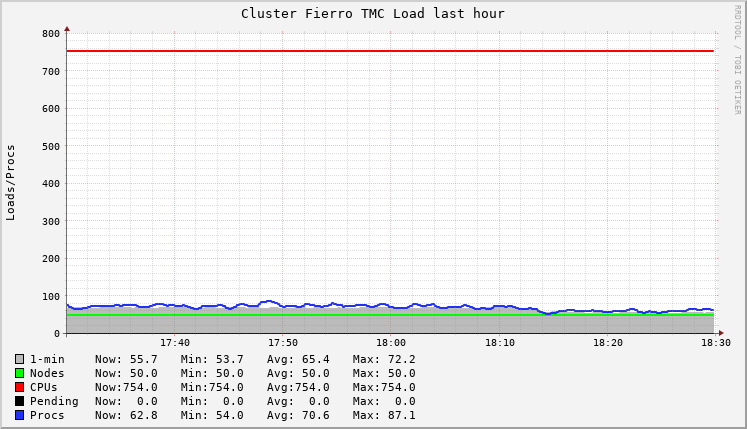 Cluster Fierro TMC Load last hour
RRDTOOL / TOBI OETIKER
Loads/Procs
800
700
600
500
400
300
200
100
0
17:40 17:50 18:00 18:10 18:20 18:30
1-min Now: 55.7 Min: 53.7 Avg: 65.4 Max: 72.2
Nodes Now: 50.0 Min: 50.0 Avg: 50.0 Max: 50.0
CPUs Now:754.0 Min:754.0 Avg:754.0 Max:754.0
Pending Now: 0.0 Min: 0.0 Avg: 0.0 Max: 0.0
Procs Now: 62.8 Min: 54.0 Avg: 70.6 Max: 87.1